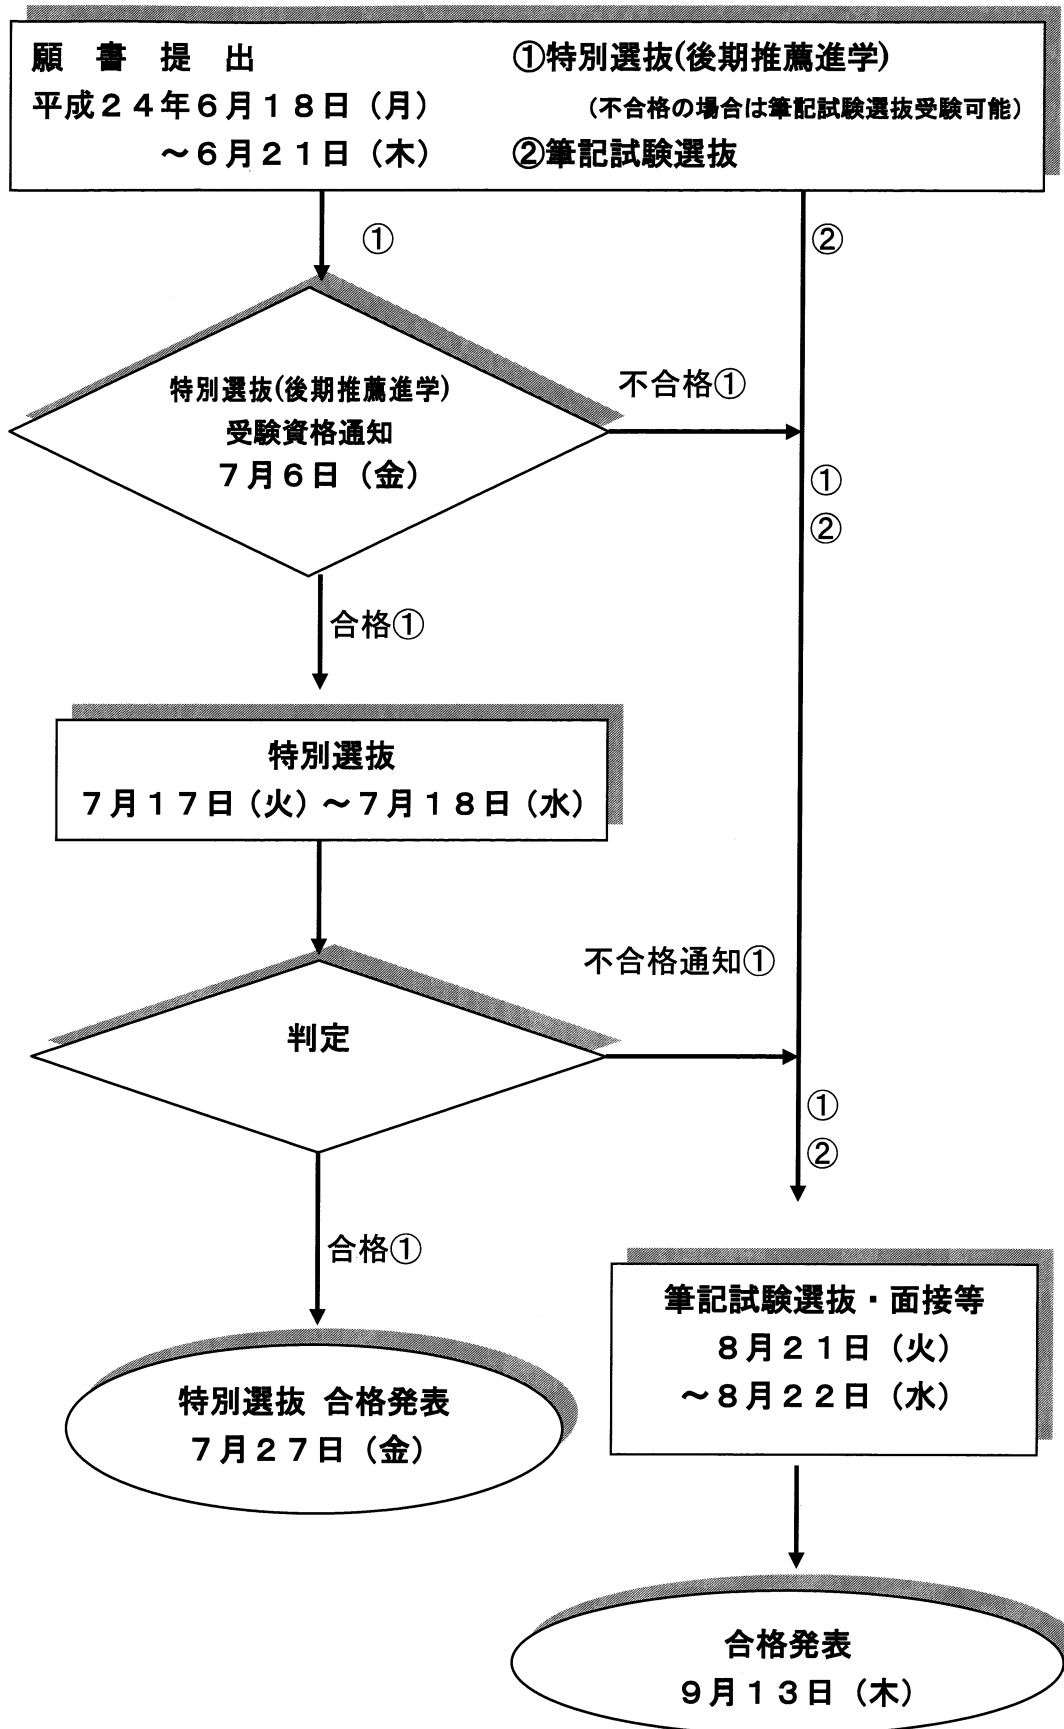 願 書 提 出
平成２４年６月１８日（月）
～６月２１日（木）
①特別選抜(後期推薦進学)
（不合格の場合は筆記試験選抜受験可能）
②筆記試験選抜
①
②
特別選抜(後期推薦進学)
受験資格通知
７月６日（金）
不合格①
①
②
合格①
特別選抜
７月１７日（火）～７月１８日（水）
判定
不合格通知①
①
②
合格①
特別選抜 合格発表
７月２７日（金）
筆記試験選抜・面接等
８月２１日（火）
～８月２２日（水）
合格発表
９月１３日（木）